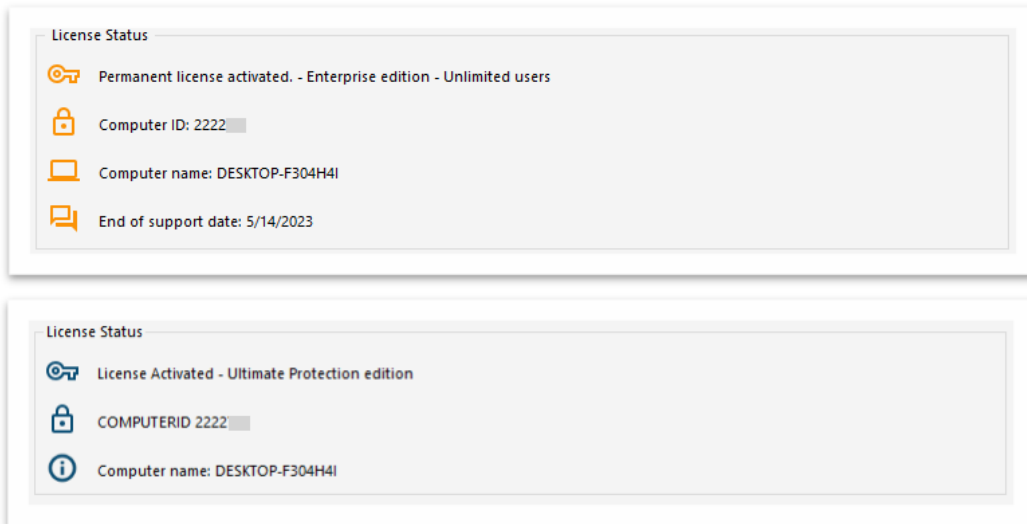 License Status
Permanent license activated. - Enterprise edition - Unlimited users
Computer ID: 2222
Computer name: DESKTOP-F304H4I
End of support date: 5/14/2023
License Status
License Activated - Ultimate Protection edition
COMPUTERID 2222
Computer name: DESKTOP-F304H4I